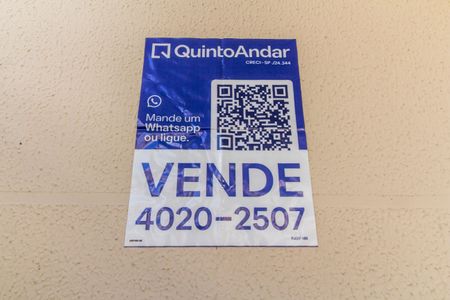 QuintoAndar
CRECI-SP J24.344
Mande um
Whatsapp
ou ligue.
VENDE
4020-2507